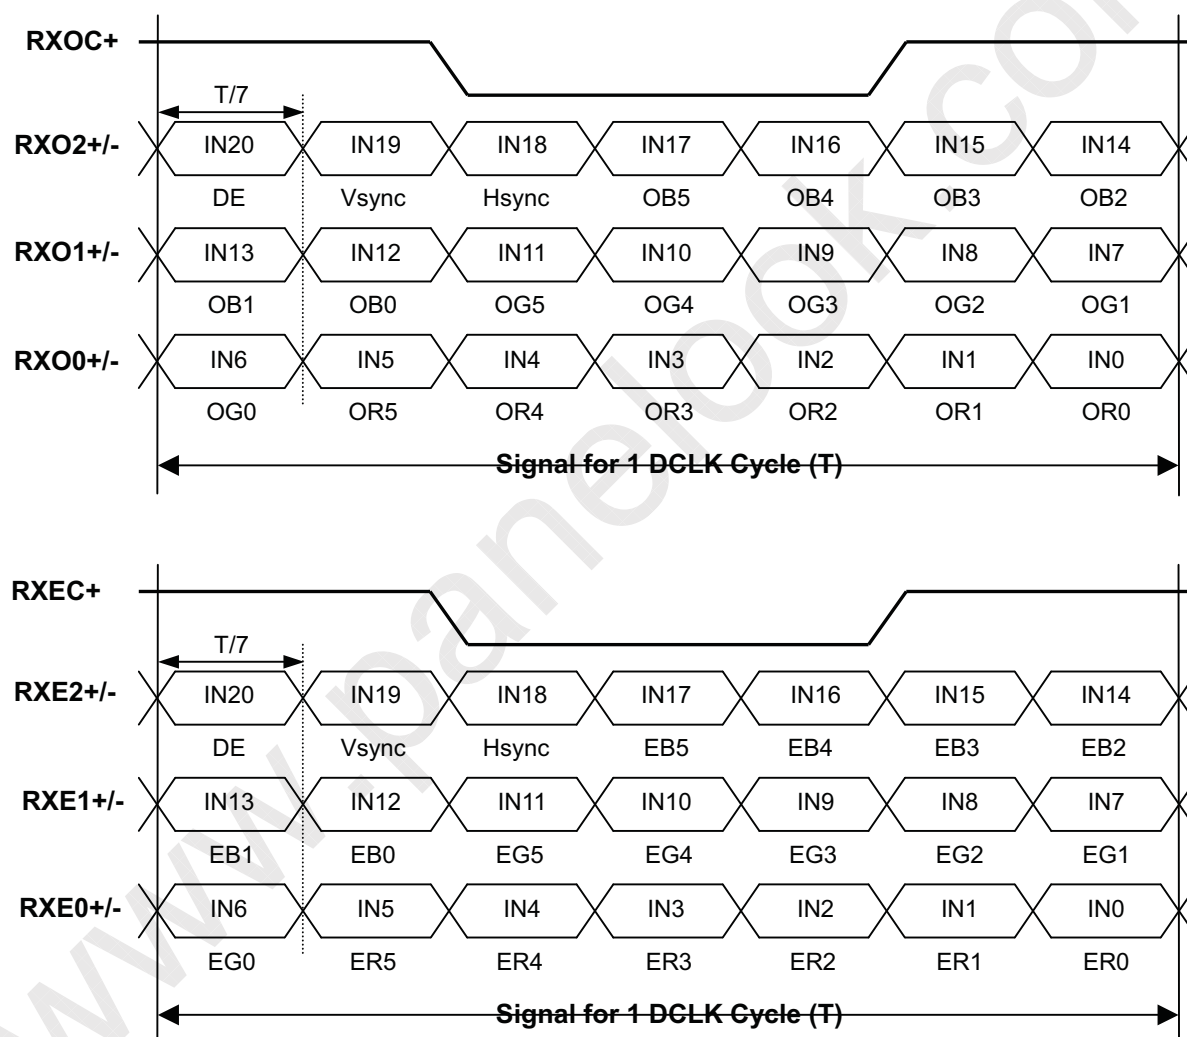 RXOC+
T/7
RXO2+/- IN20 IN19 IN18 IN17 IN16 IN15 IN14
DE Vsync Hsync OB5 OB4 OB3 OB2
RXO1+/- IN13 IN12 IN11 IN10 IN9 IN8 IN7
OB1 OB0 OG5 OG4 OG3 OG2 OG1
RXO0+/- IN6 IN5 IN4 IN3 IN2 IN1 IN0
OG0 OR5 OR4 OR3 OR2 OR1 OR0
Signal for 1 DCLK Cycle (T)
RXEC+
T/7
RXE2+/- IN20 IN19 IN18 IN17 IN16 IN15 IN14
DE Vsync Hsync EB5 EB4 EB3 EB2
RXE1+/- IN13 IN12 IN11 IN10 IN9 IN8 IN7
EB1 EB0 EG5 EG4 EG3 EG2 EG1
RXE0+/- IN6 IN5 IN4 IN3 IN2 IN1 IN0
EG0 ER5 ER4 ER3 ER2 ER1 ER0
Signal for 1 DCLK Cycle (T)
www.panelook.com